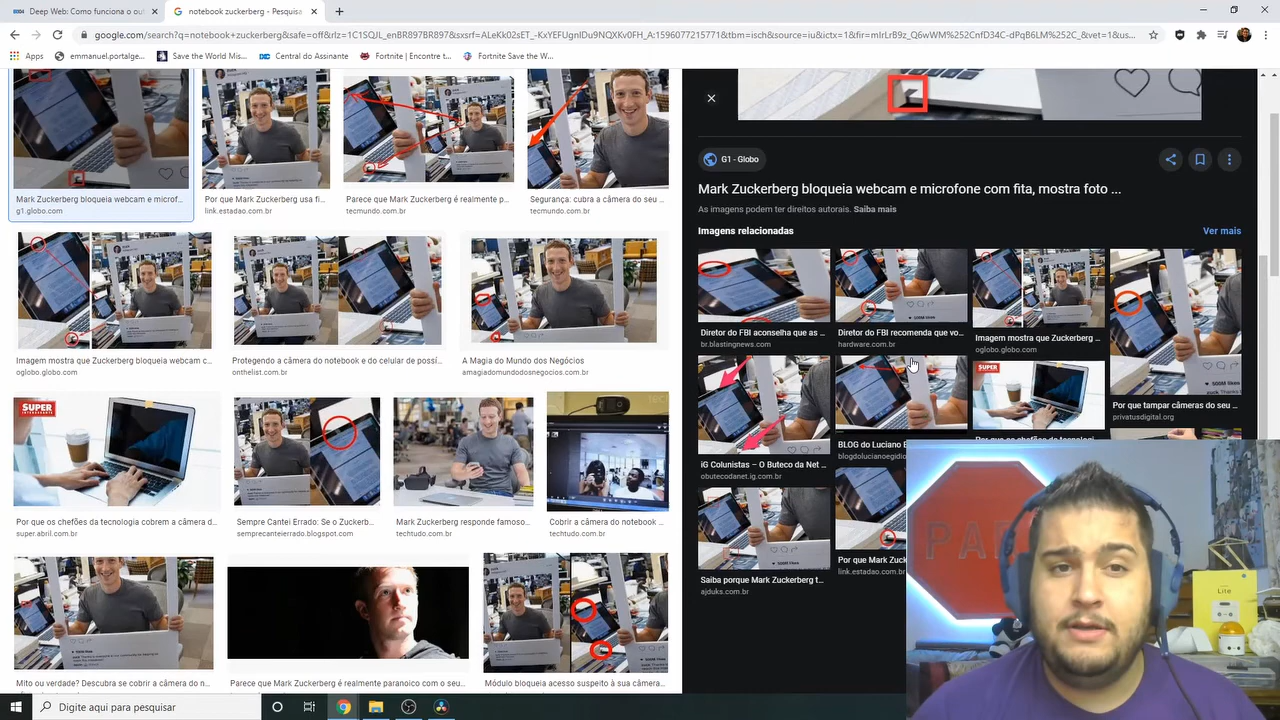 Deep Web: Como funciona o out
notebook zuckerberg - Pesquisa
google.com/search?q=notebook+zuckerberg&safe=off&rlz=1C1SQJL_enBR897BR897&sxsrf=ALeKk02sET_-KxYEFUgnIDu9NQXKv0FH_A:1596077215771&tbm=isch&source=iu&ictx=1&fir=mIrLrB9z_Q6wWM%252CnfD34C-dPqB6LM%252C_&vet=1&us...
Apps
emmanuel.portalge...
Save the World Ma...
Central do Assinante
Fortnite | Encontre t...
Fortnite Save the W...
Mark Zuckerberg bloqueia webcam e microf...
g1.globo.com
Por que Mark Zuckerberg usa fi...
link.estadao.com.br
Parece que Mark Zuckerberg é realmente p...
tecmundo.com.br
Segurança: cubra a câmera do seu ...
tecmundo.com.br
Imagem mostra que Zuckerberg bloqueia webcam c...
oglobo.globo.com
Protegendo a câmera do notebook e do celular de possí...
onthelist.com.br
A Magia do Mundo dos Negócios
amagiadomundodosnegocios.com.br
SUPER
Por que os chefões da tecnologia cobrem a câmera d...
super.abril.com.br
Sempre Cantei Errado: Se o Zuckerb...
semprecanteierrado.blogspot.com
Mark Zuckerberg responde famoso...
techtudo.com.br
Cobrir a câmera do notebook ...
techtudo.com.br
Mito ou verdade? Descubra se cobrir a câmera do n...
Parece que Mark Zuckerberg é realmente paranoico com o seu...
Módulo bloqueia acesso suspeito à sua câmera...
G1 - Globo
Mark Zuckerberg bloqueia webcam e microfone com fita, mostra foto ...
As imagens podem ter direitos autorais. Saiba mais
Imagens relacionadas
Ver mais
Diretor do FBI aconselha que as ...
br.blastingnews.com
Diretor do FBI recomenda que vo...
hardware.com.br
Imagem mostra que Zuckerberg ...
oglobo.globo.com
Por que tampar câmeras do seu ...
privatusdigital.org
iG Colunistas – O Buteco da Net ...
obutecodanet.ig.com.br
BLOG do Luciano E
blogdolucianoegidio
SUPER
Saiba porque Mark Zuckerberg t...
ajduks.com.br
Por que Mark Zuc
link.estadao.com.br
PAR
Lite
Digite aqui para pesquisar